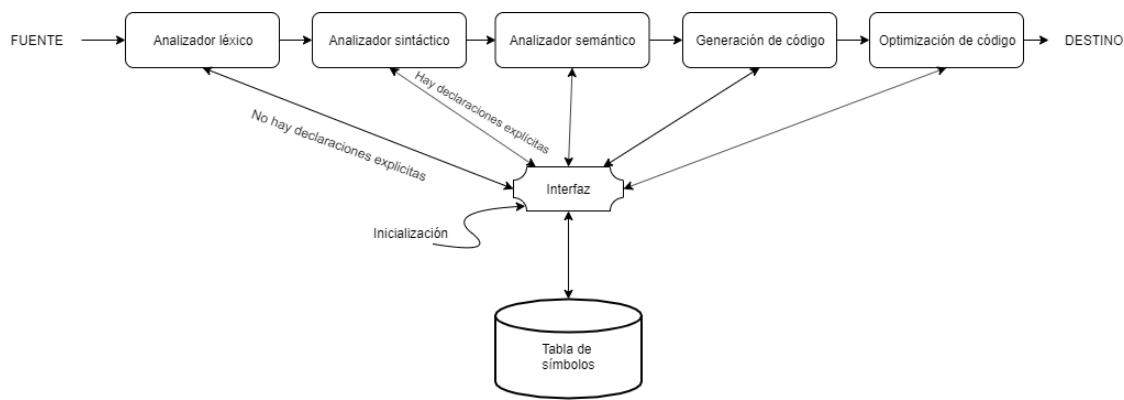 FUENTE
Analizador léxico
Analizador sintáctico
Analizador semántico
Generación de código
Optimización de código
DESTINO
Hay declaraciones explícitas
No hay declaraciones explicitas
Interfaz
Inicialización
Tabla de
símbolos